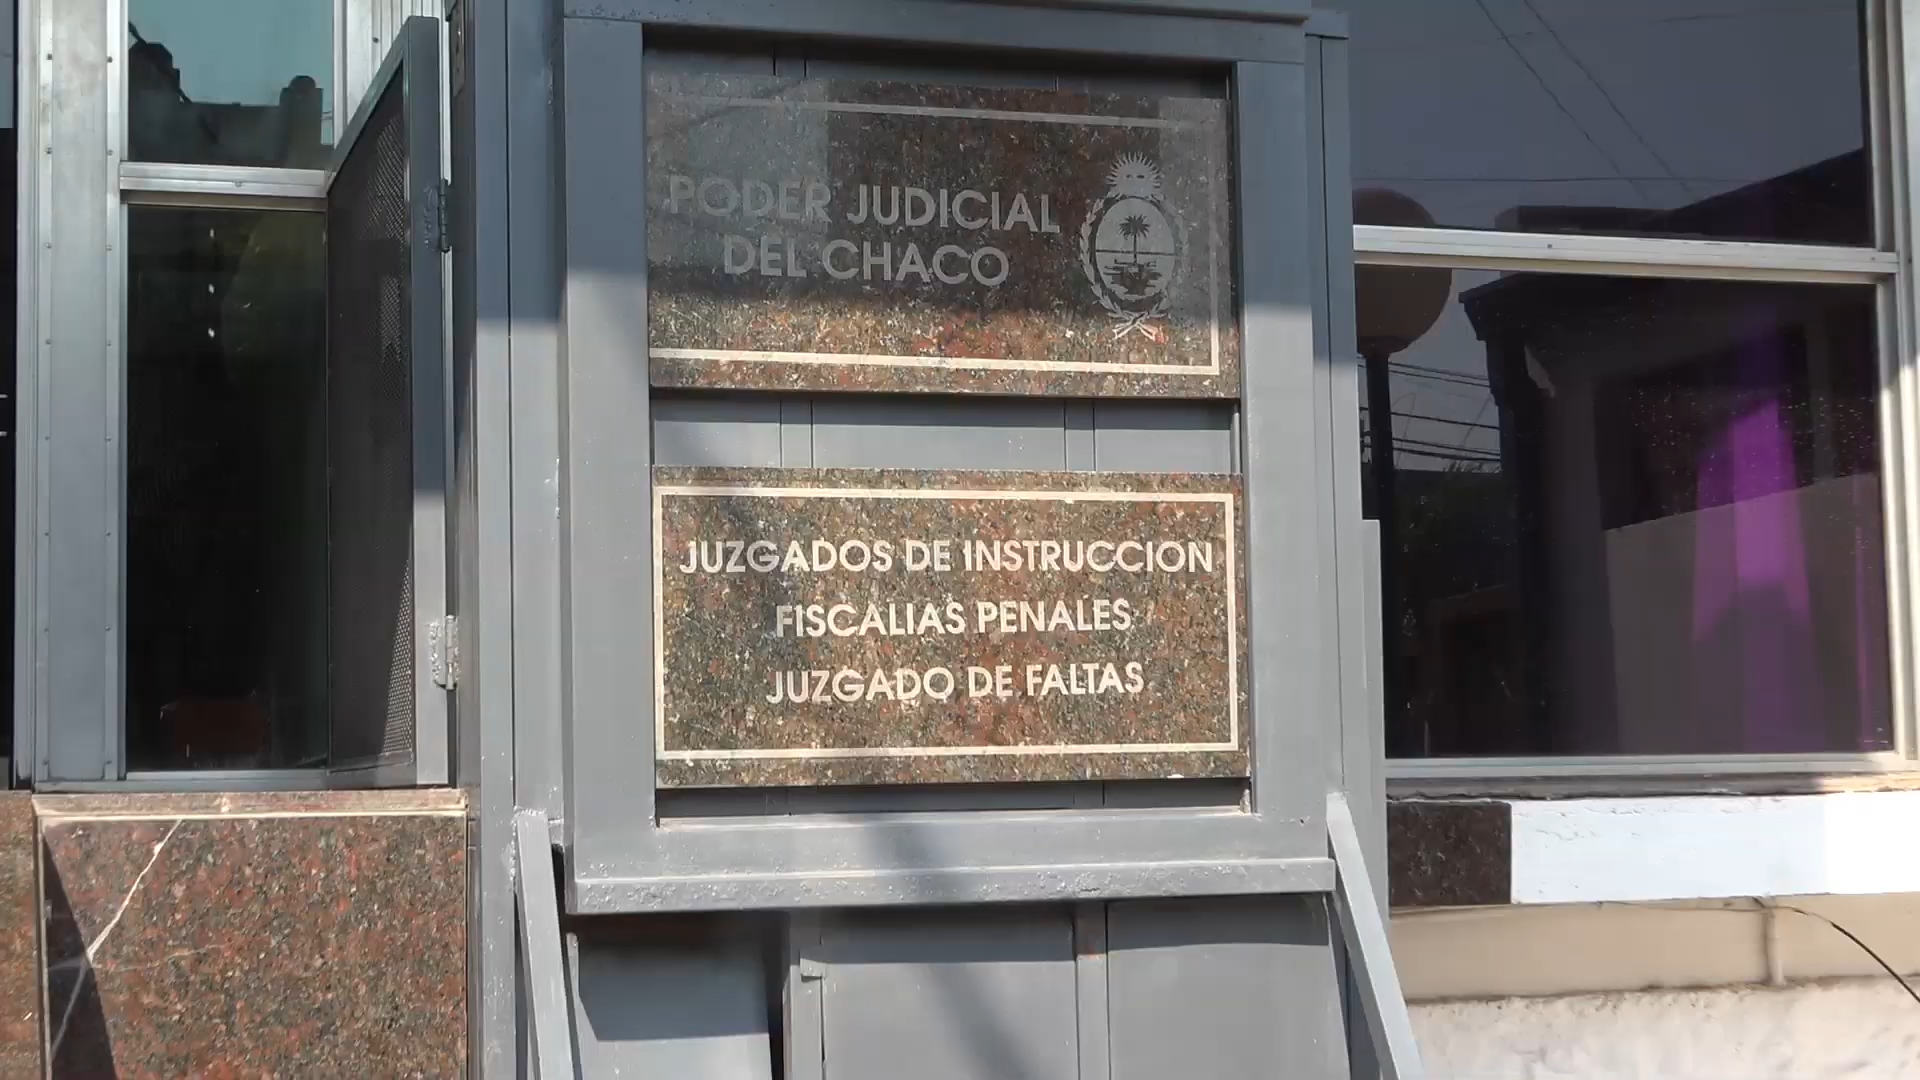 PODER JUDICIAL
DEL CHACO
JUZGADOS DE INSTRUCCION
FISCALIAS PENALES
JUZGADO DE FALTAS